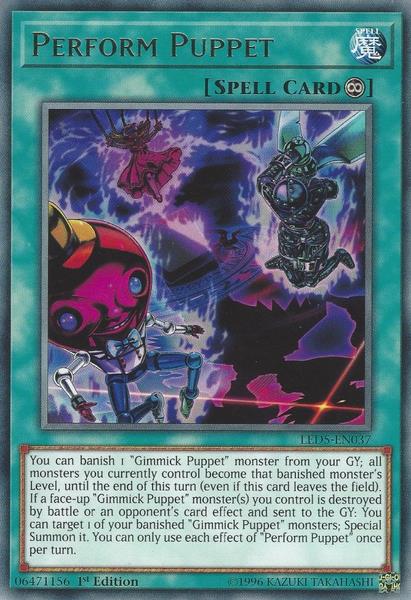 PERFORM PUPPET
SPELL
魔
[SPELL CARD]
LED5-EN037
You can banish 1 "Gimmick Puppet" monster from your GY; all
monsters you currently control become that banished monster's
Level, until the end of this turn (even if this card leaves the field).
If a face-up "Gimmick Puppet" monster(s) you control is destroyed
by battle or an opponent's card effect and sent to the GY: You
can target 1 of your banished "Gimmick Puppet" monsters; Special
Summon it. You can only use each effect of "Perform Puppet" once
per turn.
06471156 1st Edition ©1996 KAZUKI TAKAHASHI